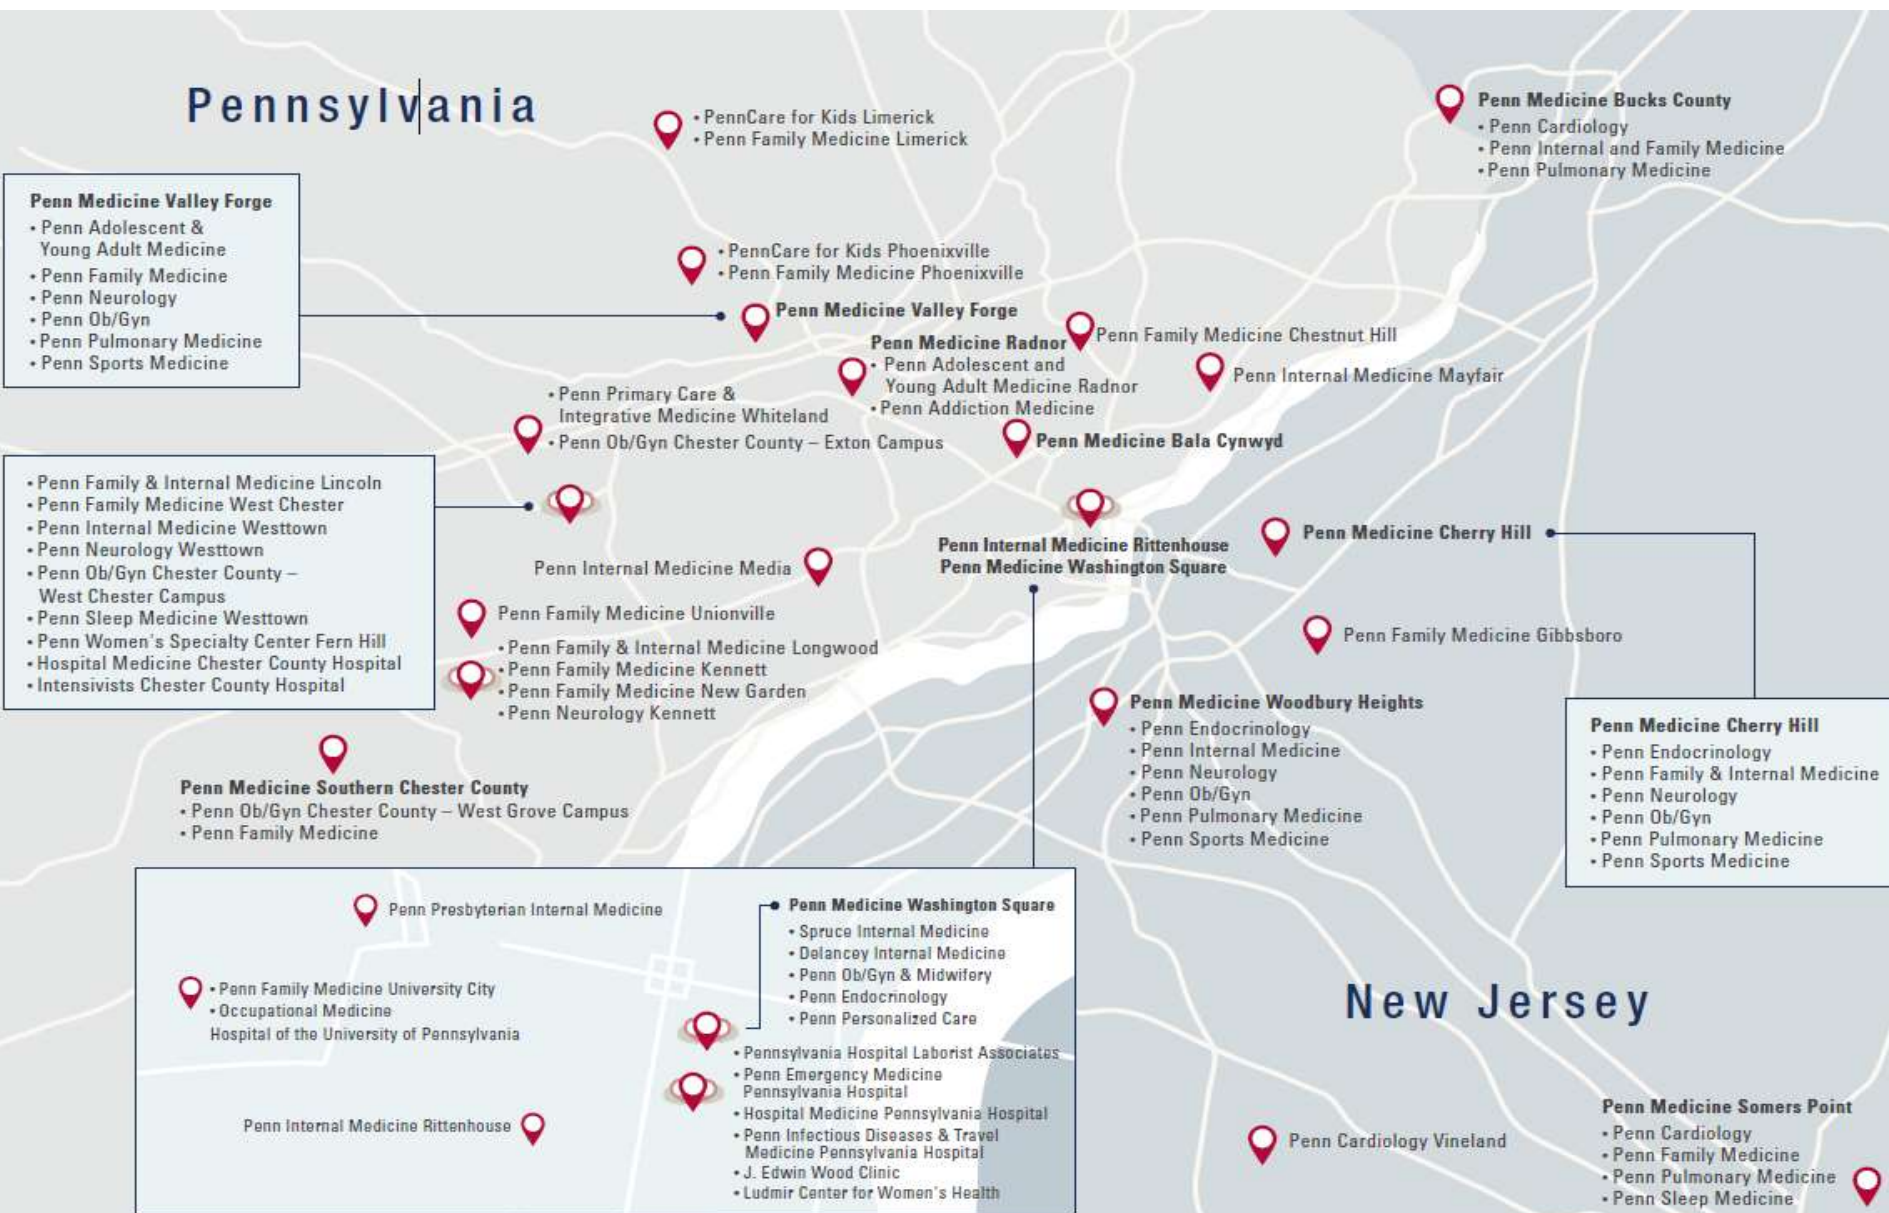 Pennsylvania
• PennCare for Kids Limerick
• Penn Family Medicine Limerick
Penn Medicine Bucks County
• Penn Cardiology
• Penn Internal and Family Medicine
• Penn Pulmonary Medicine
Penn Medicine Valley Forge
• Penn Adolescent &
Young Adult Medicine
• Penn Family Medicine
• Penn Neurology
• Penn Ob/Gyn
• Penn Pulmonary Medicine
• Penn Sports Medicine
• PennCare for Kids Phoenixville
• Penn Family Medicine Phoenixville
Penn Medicine Valley Forge
Penn Medicine Radnor
• Penn Adolescent and
Young Adult Medicine Radnor
• Penn Addiction Medicine
Penn Family Medicine Chestnut Hill
Penn Internal Medicine Mayfair
• Penn Primary Care &
Integrative Medicine Whiteland
• Penn Ob/Gyn Chester County – Exton Campus
Penn Medicine Bala Cynwyd
• Penn Family & Internal Medicine Lincoln
• Penn Family Medicine West Chester
• Penn Internal Medicine Westtown
• Penn Neurology Westtown
• Penn Ob/Gyn Chester County –
West Chester Campus
• Penn Sleep Medicine Westtown
• Penn Women's Specialty Center Fern Hill
• Hospital Medicine Chester County Hospital
• Intensivists Chester County Hospital
Penn Internal Medicine Rittenhouse
Penn Medicine Washington Square
Penn Medicine Cherry Hill
Penn Internal Medicine Media
Penn Family Medicine Unionville
• Penn Family & Internal Medicine Longwood
• Penn Family Medicine Kennett
• Penn Family Medicine New Garden
• Penn Neurology Kennett
Penn Family Medicine Gibbsboro
Penn Medicine Woodbury Heights
• Penn Endocrinology
• Penn Internal Medicine
• Penn Neurology
• Penn Ob/Gyn
• Penn Pulmonary Medicine
• Penn Sports Medicine
Penn Medicine Cherry Hill
• Penn Endocrinology
• Penn Family & Internal Medicine
• Penn Neurology
• Penn Ob/Gyn
• Penn Pulmonary Medicine
• Penn Sports Medicine
Penn Medicine Southern Chester County
• Penn Ob/Gyn Chester County – West Grove Campus
• Penn Family Medicine
Penn Presbyterian Internal Medicine
• Penn Family Medicine University City
• Occupational Medicine
Hospital of the University of Pennsylvania
Penn Internal Medicine Rittenhouse
Penn Medicine Washington Square
• Spruce Internal Medicine
• Delancey Internal Medicine
• Penn Ob/Gyn & Midwifery
• Penn Endocrinology
• Penn Personalized Care
• Pennsylvania Hospital Laborist Associates
• Penn Emergency Medicine
Pennsylvania Hospital
• Hospital Medicine Pennsylvania Hospital
• Penn Infectious Diseases & Travel
Medicine Pennsylvania Hospital
• J. Edwin Wood Clinic
• Ludmir Center for Women's Health
New Jersey
Penn Cardiology Vineland
Penn Medicine Somers Point
• Penn Cardiology
• Penn Family Medicine
• Penn Pulmonary Medicine
• Penn Sleep Medicine